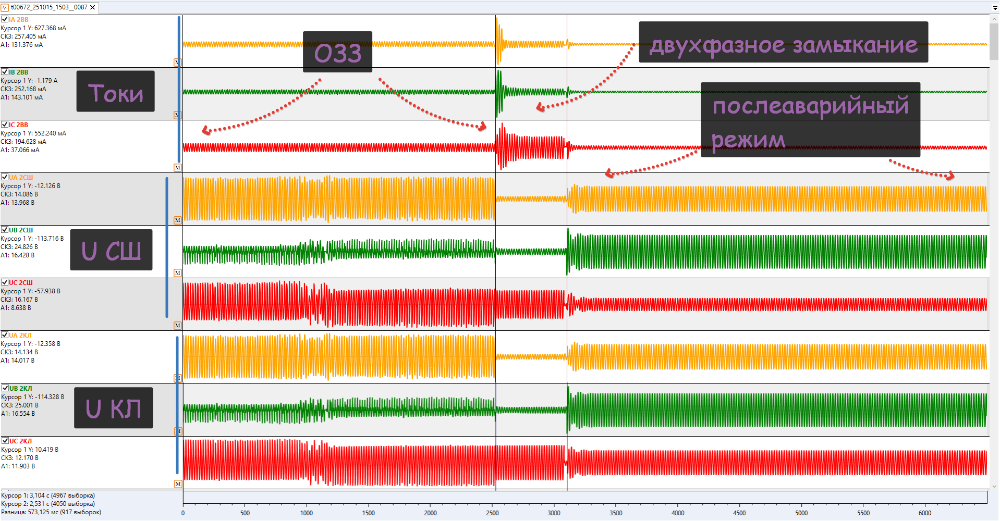 t00672_251015_1503__0087
IA 2ВВ
Курсор 1 Y: 627.368 мА
СКЗ: 257.405 мА
А1: 131.376 мА
М
IB 2ВВ
Курсор 1 Y: -1.179 А
СКЗ: 252.168 мА
А1: 143.101 мА
М
IC 2ВВ
Курсор 1 Y: 552.240 мА
СКЗ: 194.628 мА
А1: 37.066 мА
М
UA 2СШ
Курсор 1 Y: -12.126 В
СКЗ: 14.086 В
А1: 13.968 В
М
UB 2СШ
Курсор 1 Y: -113.716 В
СКЗ: 24.826 В
А1: 16.428 В
М
UC 2СШ
Курсор 1 Y: -57.938 В
СКЗ: 16.167 В
А1: 8.638 В
М
UA 2КЛ
Курсор 1 Y: -12.358 В
СКЗ: 14.134 В
А1: 14.017 В
М
UB 2КЛ
Курсор 1 Y: -114.328 В
СКЗ: 25.001 В
А1: 16.554 В
М
UC 2КЛ
Курсор 1 Y: 10.419 В
СКЗ: 12.170 В
А1: 11.903 В
М
Токи
U СШ
U КЛ
ОЗЗ
двухфазное замыкание
послеаварийный
режим
Курсор 1: 3,104 с (4967 выборка)
Курсор 2: 2,531 с (4050 выборка)
Разница: 573,125 мс (917 выборок)
0 500 1000 1500 2000 2500 3000 3500 4000 4500 5000 5500 6000